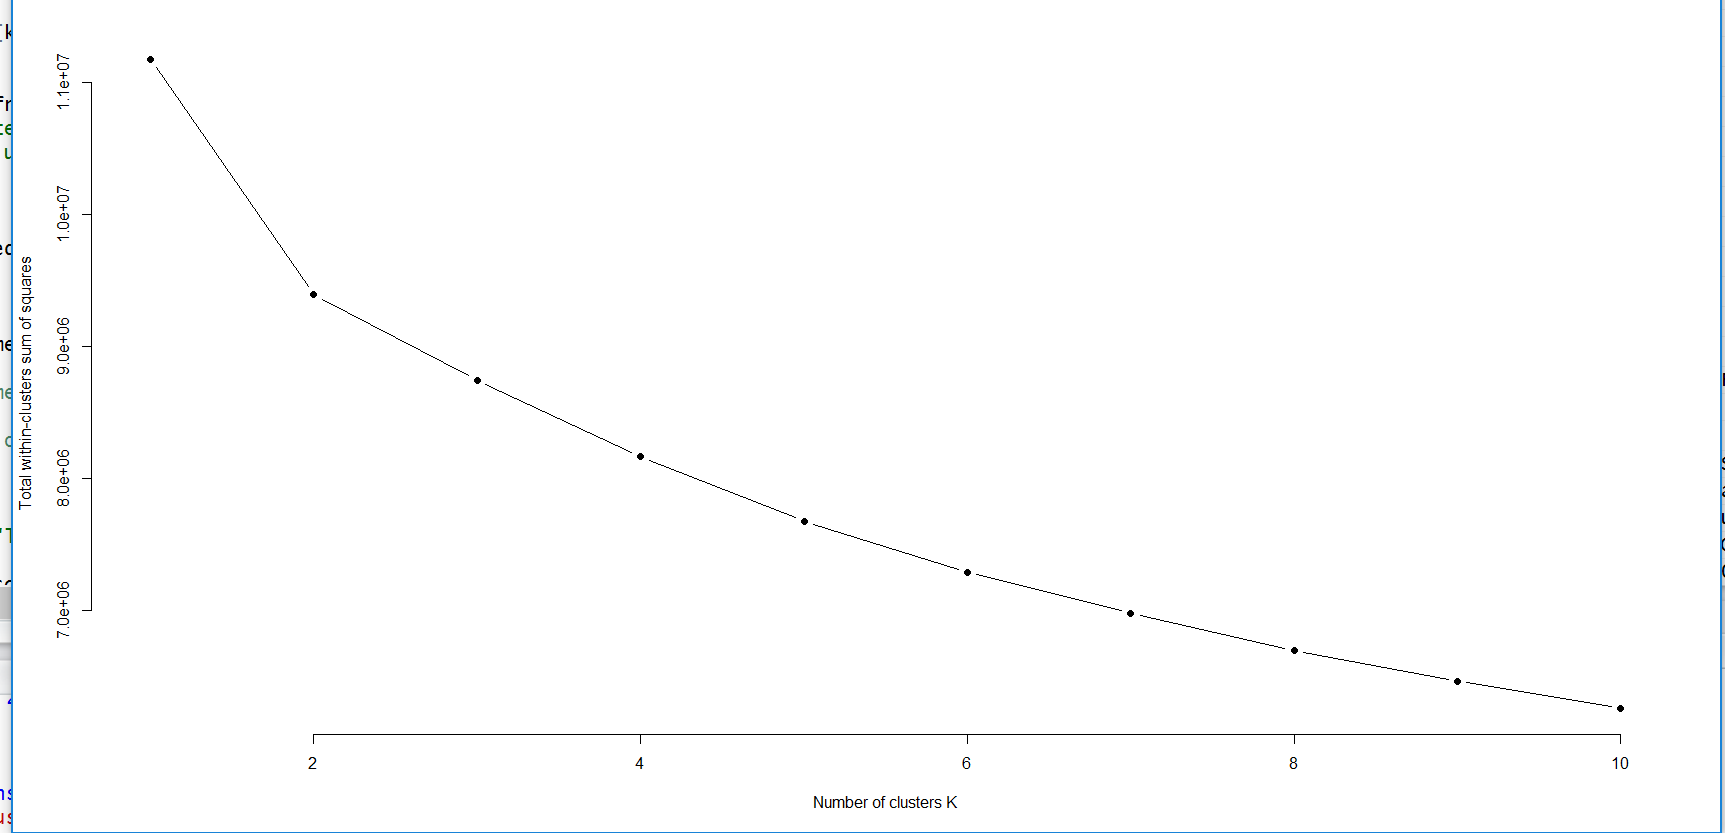 1.1e+07
1.0e+07
9.0e+06
8.0e+06
7.0e+06
Total within-clusters sum of squares
2 4 6 8 10
Number of clusters K